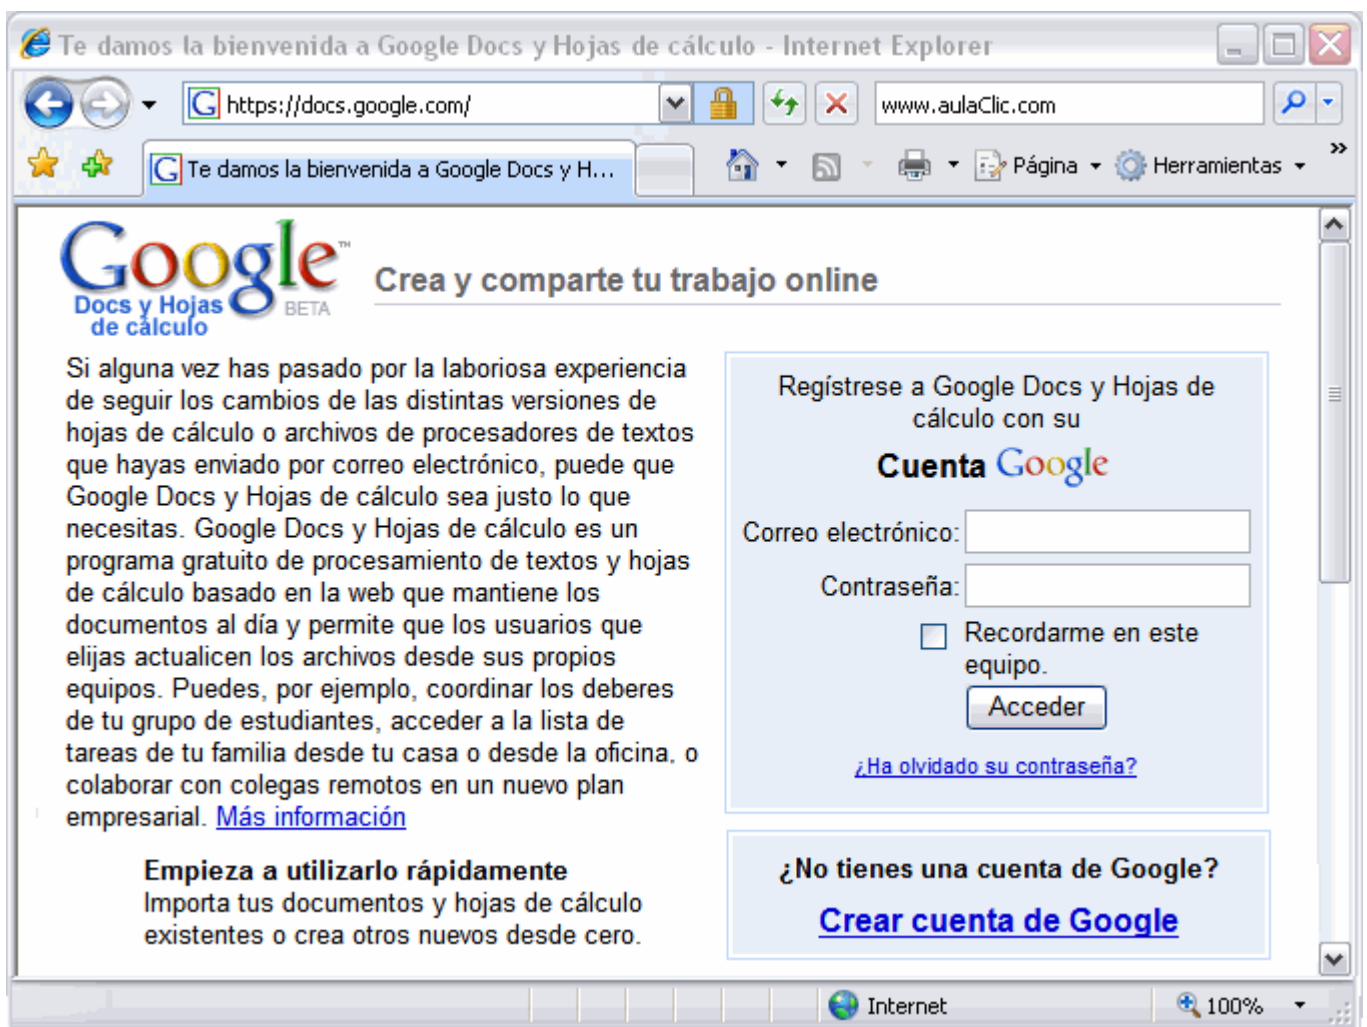 Te damos la bienvenida a Google Docs y Hojas de cálculo - Internet Explorer
https://docs.google.com/
www.aulaClic.com
Te damos la bienvenida a Google Docs y H...
Página
Herramientas
Google™
Docs y Hojas
de cálculo
BETA
Crea y comparte tu trabajo online
Si alguna vez has pasado por la laboriosa experiencia
de seguir los cambios de las distintas versiones de
hojas de cálculo o archivos de procesadores de textos
que hayas enviado por correo electrónico, puede que
Google Docs y Hojas de cálculo sea justo lo que
necesitas. Google Docs y Hojas de cálculo es un
programa gratuito de procesamiento de textos y hojas
de cálculo basado en la web que mantiene los
documentos al día y permite que los usuarios que
elijas actualicen los archivos desde sus propios
equipos. Puedes, por ejemplo, coordinar los deberes
de tu grupo de estudiantes, acceder a la lista de
tareas de tu familia desde tu casa o desde la oficina, o
colaborar con colegas remotos en un nuevo plan
empresarial. Más información
Empieza a utilizarlo rápidamente
Importa tus documentos y hojas de cálculo
existentes o crea otros nuevos desde cero.
Regístrese a Google Docs y Hojas de
cálculo con su
Cuenta Google
Correo electrónico:
Contraseña:
Recordarme en este
equipo.
Acceder
¿Ha olvidado su contraseña?
¿No tienes una cuenta de Google?
Crear cuenta de Google
Internet
100%